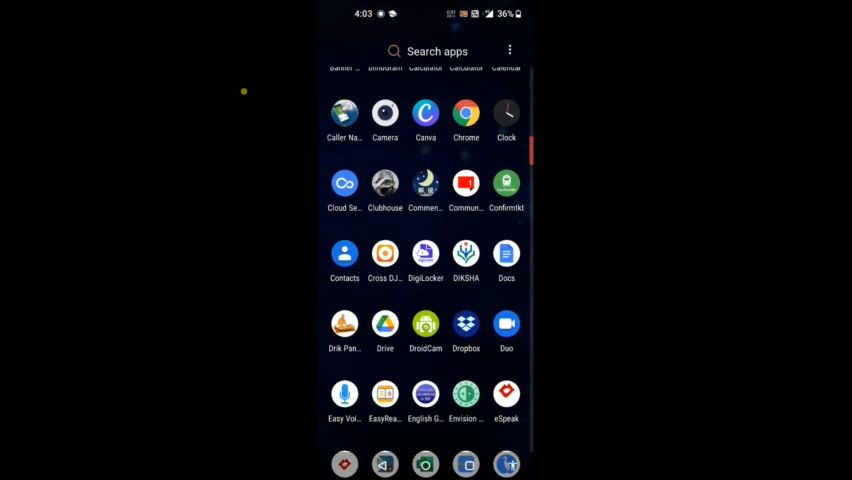 4:03 36%
Search apps
Calculator Calculator Calendar
Caller Na... Camera Canva Chrome Clock
Cloud Se... Clubhouse Commen... Commun... Confirmtkt
Contacts Cross DJ... DigiLocker DIKSHA Docs
Drik Pan... Drive DroidCam Dropbox Duo
Easy Voi... EasyRea... English G... Envision ... eSpeak